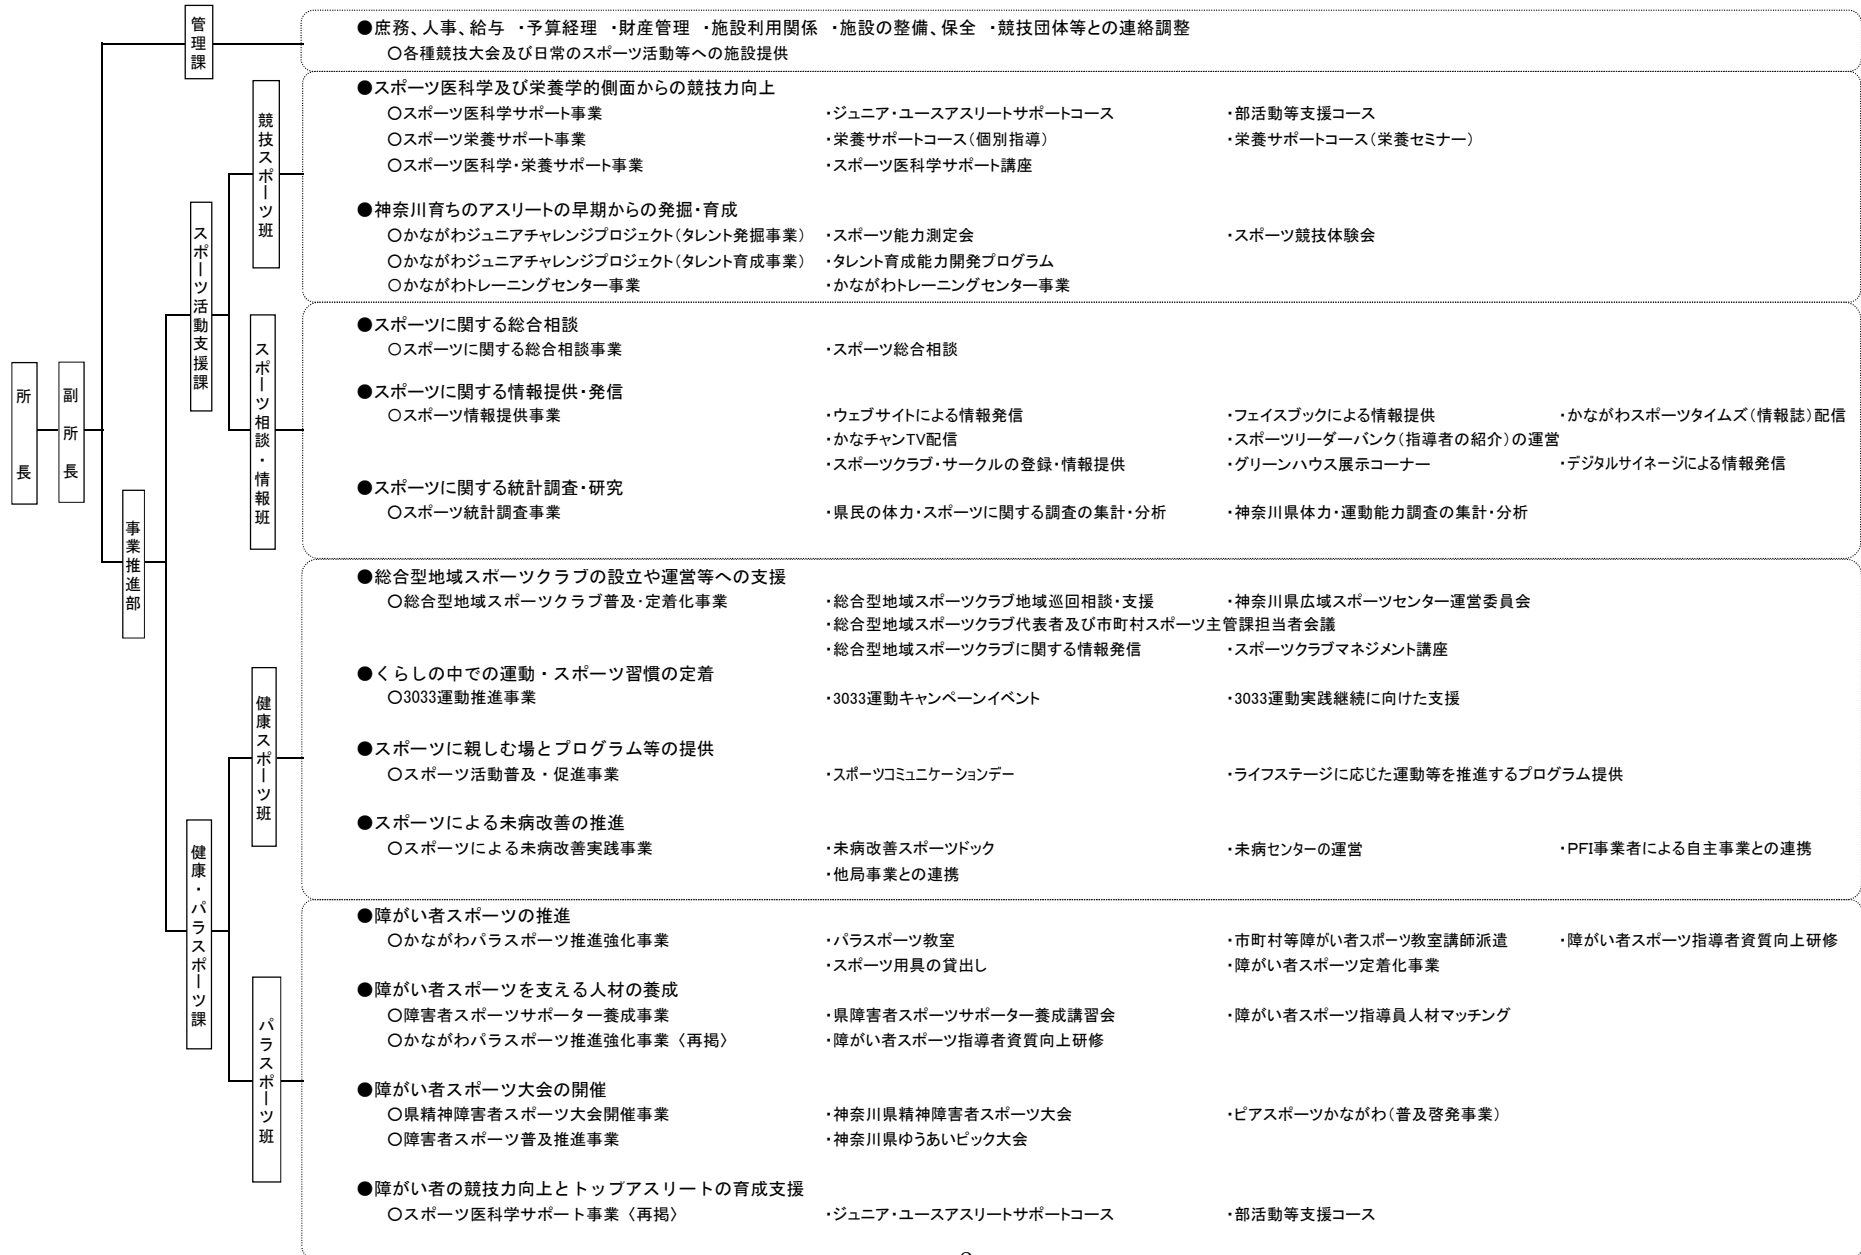 所長
副所長
管理課
●庶務、人事、給与　・予算経理　・財産管理　・施設利用関係　・施設の整備、保全　・競技団体等との連絡調整
○各種競技大会及び日常のスポーツ活動等への施設提供
事業推進部
スポーツ活動支援課
競技スポーツ班
●スポーツ医科学及び栄養学的側面からの競技力向上
○スポーツ医科学サポート事業　・ジュニア・ユースアスリートサポートコース　・部活動等支援コース
○スポーツ栄養サポート事業　・栄養サポートコース（個別指導）　・栄養サポートコース（栄養セミナー）
○スポーツ医科学・栄養サポート事業　・スポーツ医科学サポート講座
●神奈川育ちのアスリートの早期からの発掘・育成
○かながわジュニアチャレンジプロジェクト（タレント発掘事業）　・スポーツ能力測定会　・スポーツ競技体験会
○かながわジュニアチャレンジプロジェクト（タレント育成事業）　・タレント育成能力開発プログラム
○かながわトレーニングセンター事業　・かながわトレーニングセンター事業
スポーツ相談・情報班
●スポーツに関する総合相談
○スポーツに関する総合相談事業　・スポーツ総合相談
●スポーツに関する情報提供・発信
○スポーツ情報提供事業　・ウェブサイトによる情報発信　・フェイスブックによる情報提供　・かながわスポーツタイムズ（情報誌）配信
・かなチャンTV配信　・スポーツリーダーバンク（指導者の紹介）の運営
・スポーツクラブ・サークルの登録・情報提供　・グリーンハウス展示コーナー　・デジタルサイネージによる情報発信
●スポーツに関する統計調査・研究
○スポーツ統計調査事業　・県民の体力・スポーツに関する調査の集計・分析　・神奈川県体力・運動能力調査の集計・分析
健康・パラスポーツ課
健康スポーツ班
●総合型地域スポーツクラブの設立や運営等への支援
○総合型地域スポーツクラブ普及・定着化事業　・総合型地域スポーツクラブ地域巡回相談・支援　・神奈川県広域スポーツセンター運営委員会
・総合型地域スポーツクラブ代表者及び市町村スポーツ主管課担当者会議
・総合型地域スポーツクラブに関する情報発信　・スポーツクラブマネジメント講座
●くらしの中での運動・スポーツ習慣の定着
○3033運動推進事業　・3033運動キャンペーンイベント　・3033運動実践継続に向けた支援
●スポーツに親しむ場とプログラム等の提供
○スポーツ活動普及・促進事業　・スポーツコミュニケーションデー　・ライフステージに応じた運動等を推進するプログラム提供
●スポーツによる未病改善の推進
○スポーツによる未病改善実践事業　・未病改善スポーツドック　・未病センターの運営　・PFI事業者による自主事業との連携
・他局事業との連携
パラスポーツ班
●障がい者スポーツの推進
○かながわパラスポーツ推進強化事業　・パラスポーツ教室　・市町村等障がい者スポーツ教室講師派遣　・障がい者スポーツ指導者資質向上研修
・スポーツ用具の貸出し　・障がい者スポーツ定着化事業
●障がい者スポーツを支える人材の養成
○障害者スポーツサポーター養成事業　・県障害者スポーツサポーター養成講習会　・障がい者スポーツ指導員人材マッチング
○かながわパラスポーツ推進強化事業〈再掲〉　・障がい者スポーツ指導者資質向上研修
●障がい者スポーツ大会の開催
○県精神障害者スポーツ大会開催事業　・神奈川県精神障害者スポーツ大会　・ピアスポーツかながわ（普及啓発事業）
○障害者スポーツ普及推進事業　・神奈川県ゆうあいピック大会
●障がい者の競技力向上とトップアスリートの育成支援
○スポーツ医科学サポート事業〈再掲〉　・ジュニア・ユースアスリートサポートコース　・部活動等支援コース